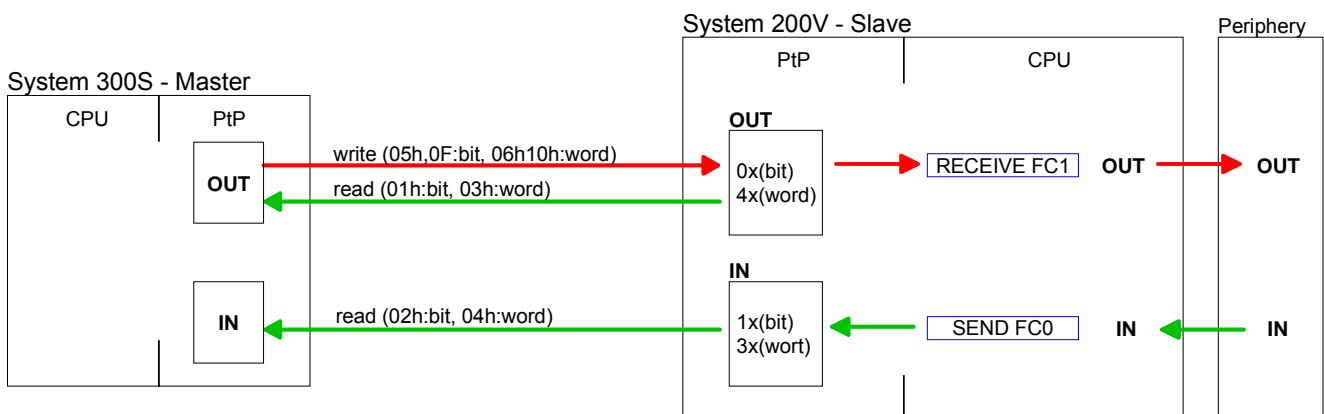 System 200V - Slave
Periphery
PtP
CPU
System 300S - Master
CPU
PtP
OUT
write (05h,0F:bit, 06h10h:word)
OUT
0x(bit)
4x(word)
RECEIVE FC1
OUT
OUT
read (01h:bit, 03h:word)
IN
IN
read (02h:bit, 04h:word)
1x(bit)
3x(wort)
SEND FC0
IN
IN